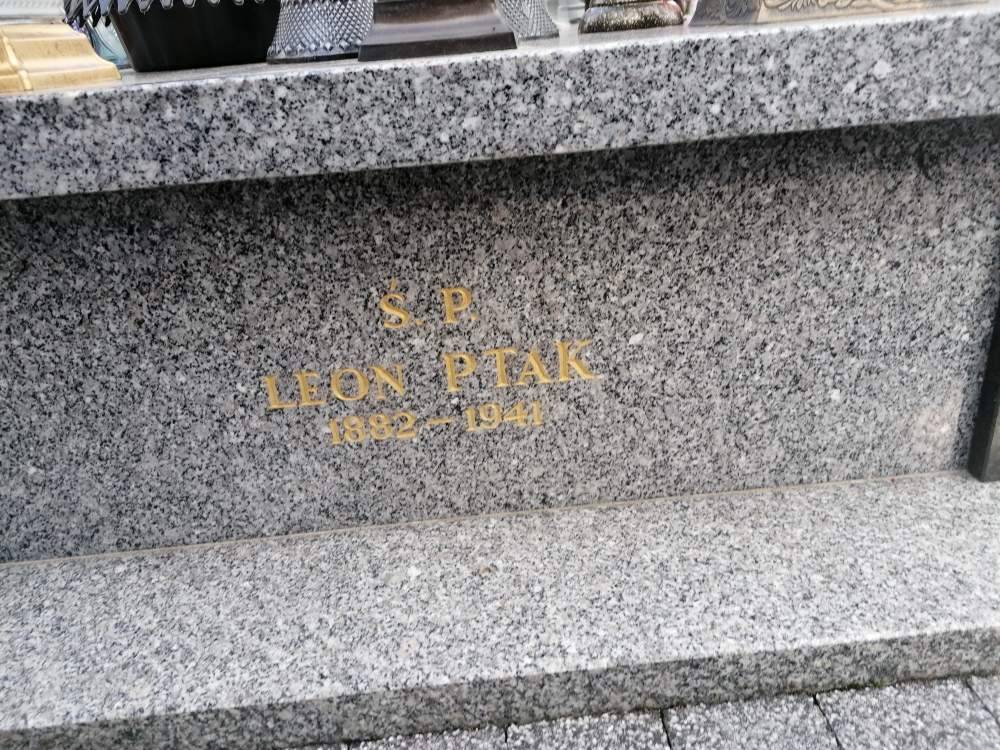 Ś. P.
LEON PTAK
1882-1941